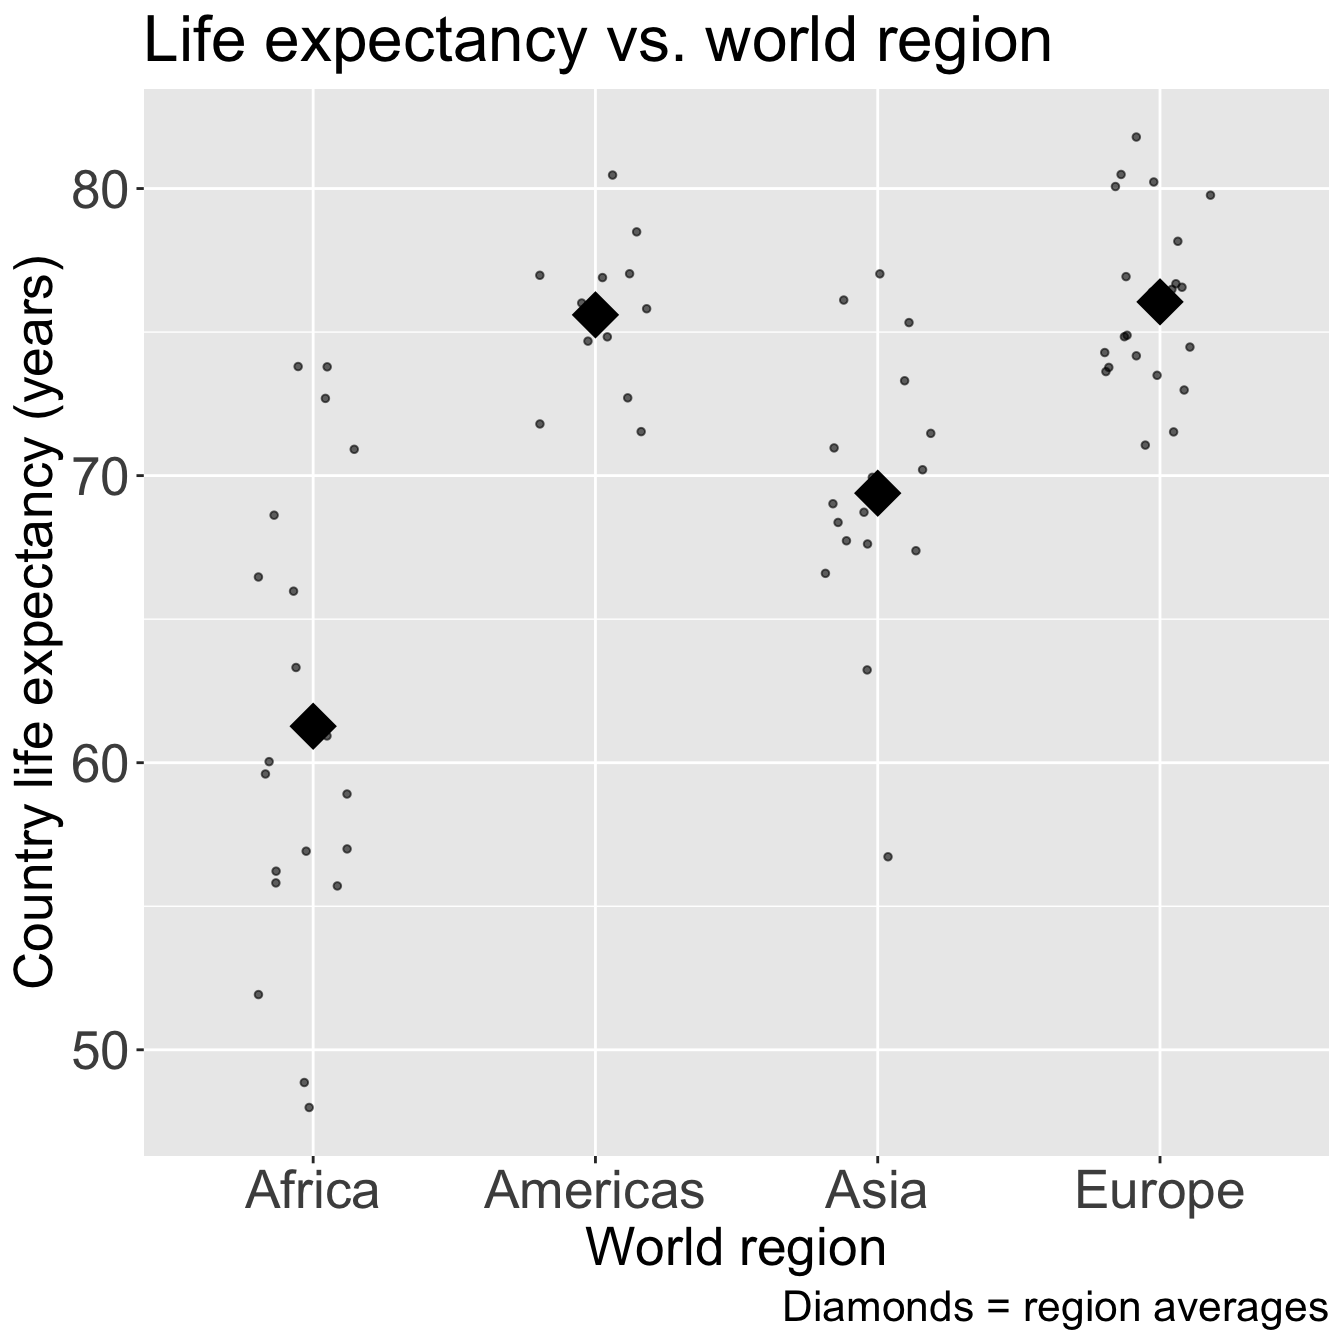 Life expectancy vs. world region
Country life expectancy (years)
80
70
60
50
Africa Americas Asia Europe
World region
Diamonds = region averages